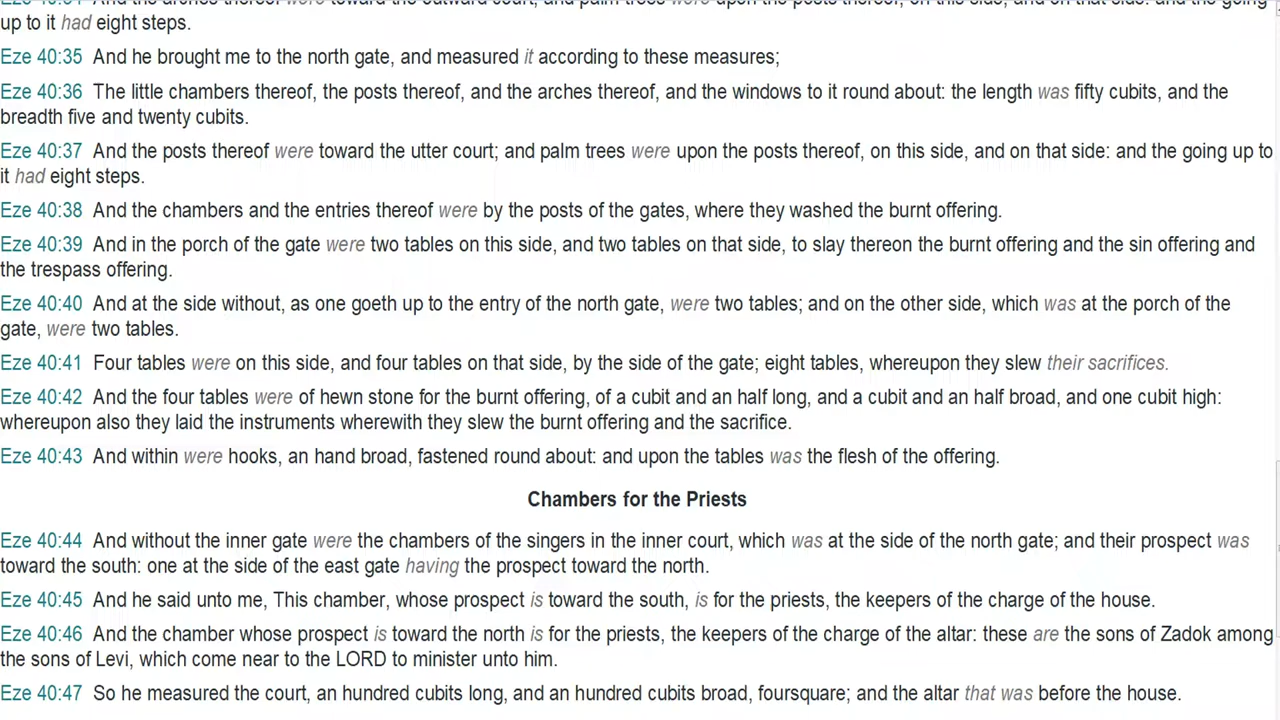 up to it had eight steps.
Eze 40:35 And he brought me to the north gate, and measured it according to these measures;
Eze 40:36 The little chambers thereof, the posts thereof, and the arches thereof, and the windows to it round about: the length was fifty cubits, and the
breadth five and twenty cubits.
Eze 40:37 And the posts thereof were toward the utter court; and palm trees were upon the posts thereof, on this side, and on that side: and the going up to
it had eight steps.
Eze 40:38 And the chambers and the entries thereof were by the posts of the gates, where they washed the burnt offering.
Eze 40:39 And in the porch of the gate were two tables on this side, and two tables on that side, to slay thereon the burnt offering and the sin offering and
the trespass offering.
Eze 40:40 And at the side without, as one goeth up to the entry of the north gate, were two tables; and on the other side, which was at the porch of the
gate, were two tables.
Eze 40:41 Four tables were on this side, and four tables on that side, by the side of the gate; eight tables, whereupon they slew their sacrifices.
Eze 40:42 And the four tables were of hewn stone for the burnt offering, of a cubit and an half long, and a cubit and an half broad, and one cubit high:
whereupon also they laid the instruments wherewith they slew the burnt offering and the sacrifice.
Eze 40:43 And within were hooks, an hand broad, fastened round about: and upon the tables was the flesh of the offering.
Chambers for the Priests
Eze 40:44 And without the inner gate were the chambers of the singers in the inner court, which was at the side of the north gate; and their prospect was
toward the south: one at the side of the east gate having the prospect toward the north.
Eze 40:45 And he said unto me, This chamber, whose prospect is toward the south, is for the priests, the keepers of the charge of the house.
Eze 40:46 And the chamber whose prospect is toward the north is for the priests, the keepers of the charge of the altar: these are the sons of Zadok among
the sons of Levi, which come near to the LORD to minister unto him.
Eze 40:47 So he measured the court, an hundred cubits long, and an hundred cubits broad, foursquare; and the altar that was before the house.